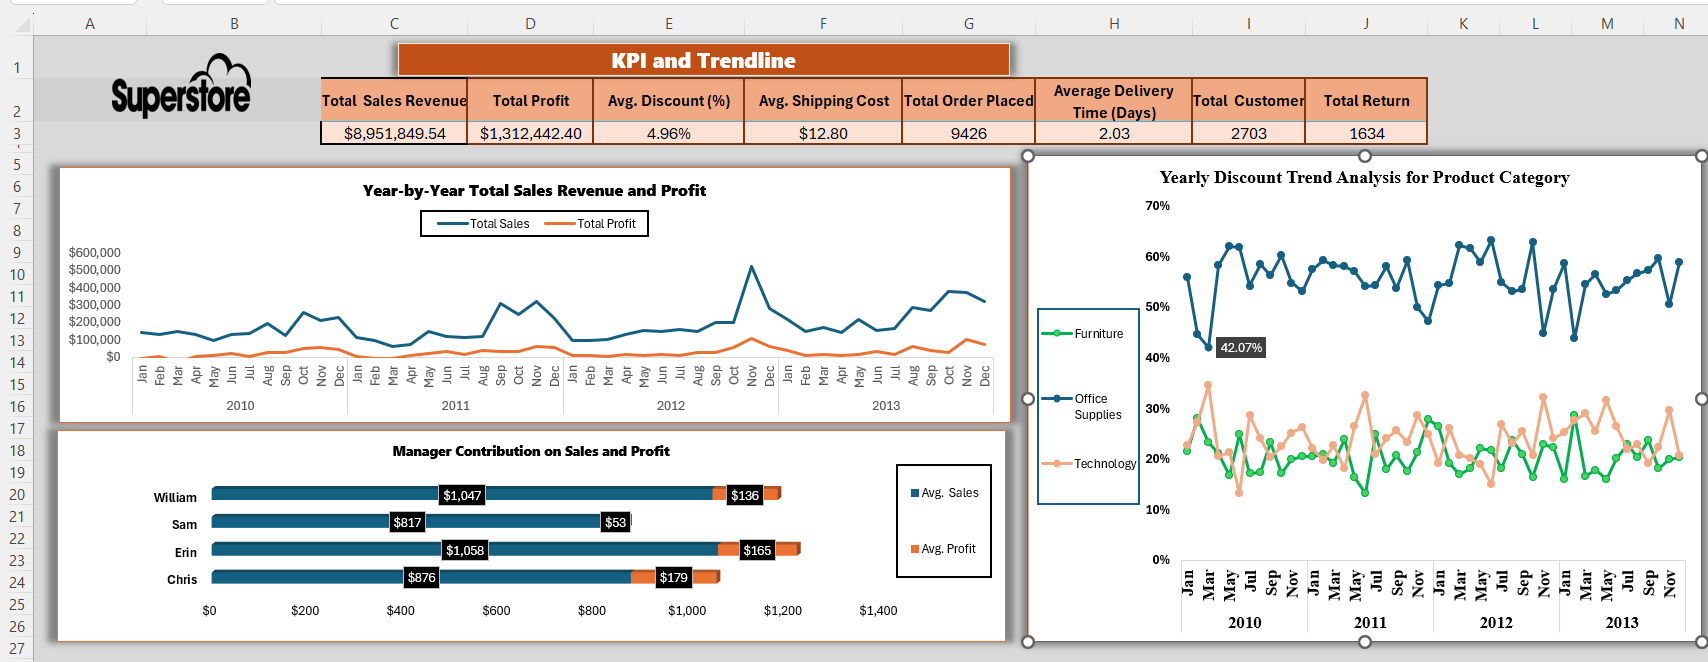 A B C D E F G H I J K L M N
1
KPI and Trendline
Superstore
2
Total Sales Revenue Total Profit Avg. Discount (%) Avg. Shipping Cost Total Order Placed Average Delivery Time (Days) Total Customer Total Return
3
$8,951,849.54 $1,312,442.40 4.96% $12.80 9426 2.03 2703 1634
5
6
7
8
9
10
11
12
13
14
15
16
17
18
19
20
21
22
23
24
25
26
27
Year-by-Year Total Sales Revenue and Profit
Total Sales Total Profit
$600,000
$500,000
$400,000
$300,000
$200,000
$100,000
$0
Jan Feb Mar Apr May Jun Jul Aug Sep Oct Nov Dec Jan Feb Mar Apr May Jun Jul Aug Sep Oct Nov Dec Jan Feb Mar Apr May Jun Jul Aug Sep Oct Nov Dec Jan Feb Mar Apr May Jun Jul Aug Sep Oct Nov Dec
2010 2011 2012 2013
Manager Contribution on Sales and Profit
William $1,047 $136
Sam $817 $53
Erin $1,058 $165
Chris $876 $179
$0 $200 $400 $600 $800 $1,000 $1,200 $1,400
Avg. Sales
Avg. Profit
Yearly Discount Trend Analysis for Product Category
70%
60%
50%
40%
30%
20%
10%
0%
42.07%
Furniture
Office
Supplies
Technology
Jan Mar May Jul Sep Nov Jan Mar May Jul Sep Nov Jan Mar May Jul Sep Nov Jan Mar May Jul Sep Nov
2010 2011 2012 2013